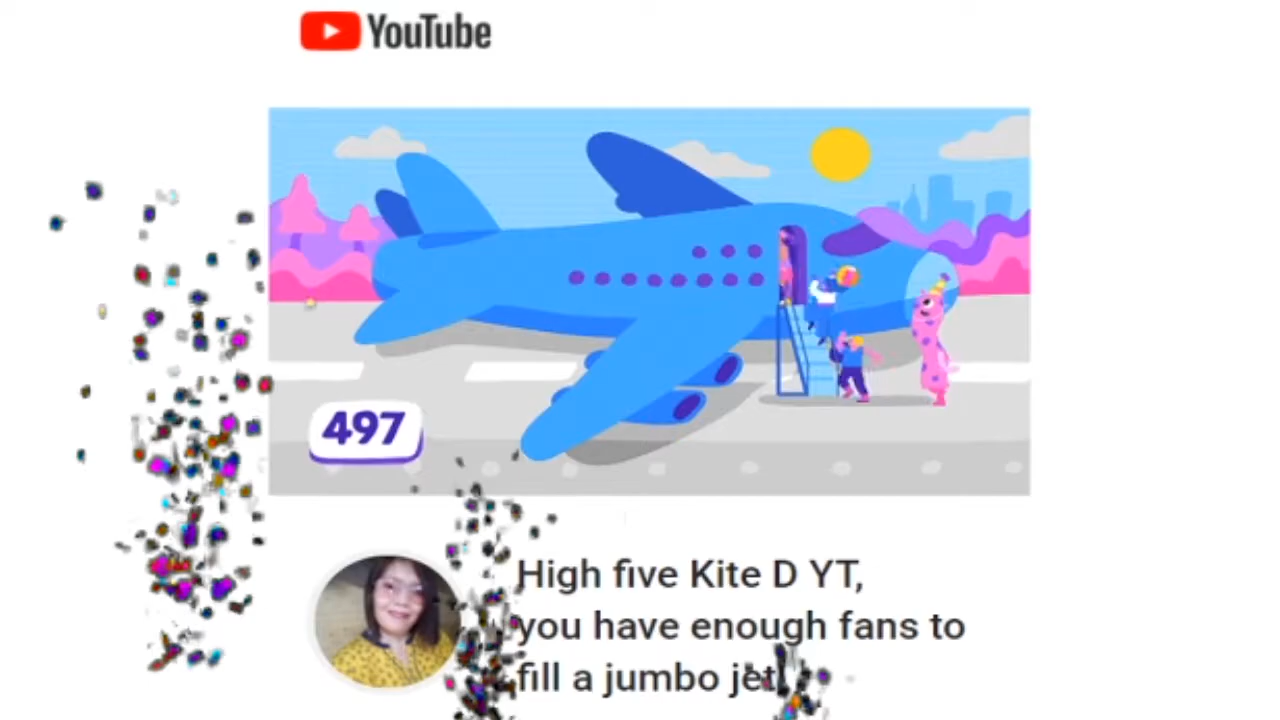 YouTube
497
High five Kite D YT,
you have enough fans to
fill a jumbo jet.